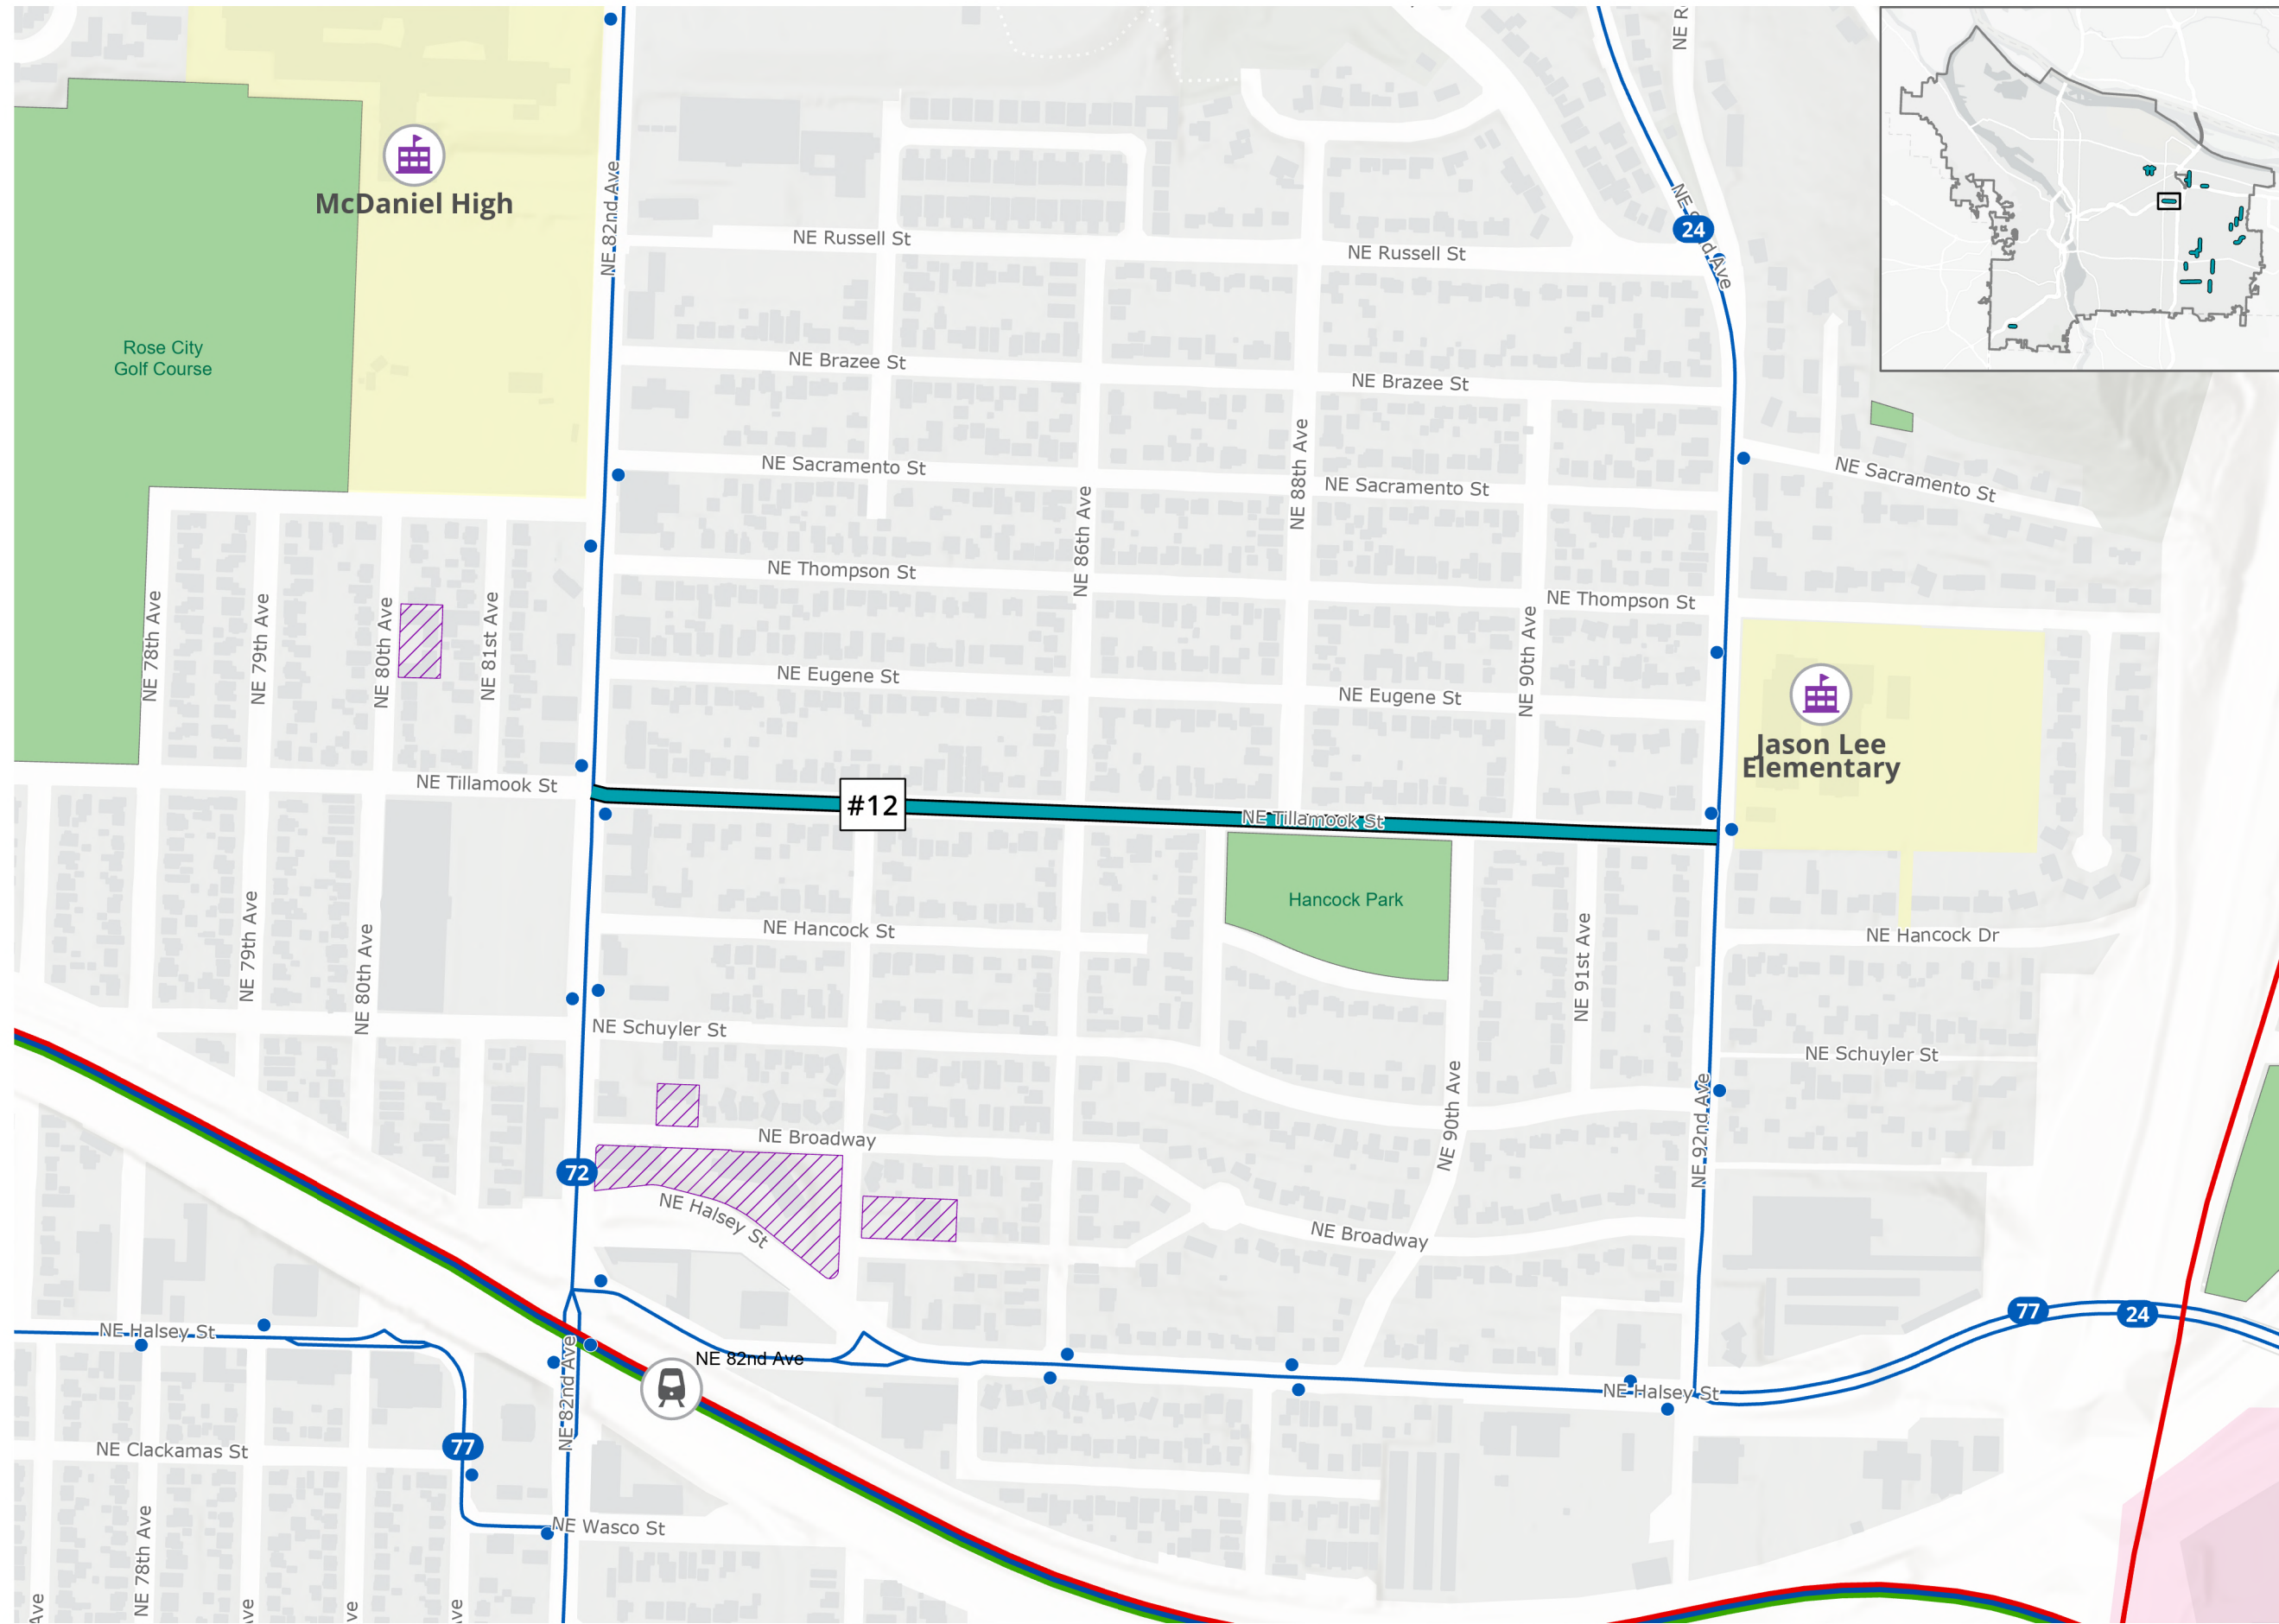 NE R
McDaniel High
NE 82nd Ave
NE Russell St
NE Russell St
24
Rose City
Golf Course
NE Brazee St
NE Brazee St
NE Sacramento St
NE Sacramento St
NE Sacramento St
NE 88th Ave
NE 86th Ave
NE Thompson St
NE Thompson St
NE 78th Ave
NE 79th Ave
NE 80th Ave
NE 81st Ave
NE 90th Ave
NE Eugene St
NE Eugene St
Jason Lee
Elementary
NE Tillamook St
#12
NE Tillamook St
Hancock Park
NE Hancock St
NE Hancock Dr
NE 79th Ave
NE 80th Ave
NE 91st Ave
NE Schuyler St
NE Schuyler St
NE 90th Ave
NE 92nd Ave
NE Broadway
72
NE Halsey St
NE Broadway
77
24
NE Halsey St
NE 82nd Ave
NE 82nd Ave
NE Halsey St
NE Clackamas St
77
NE Wasco St
NE 78th Ave
Ave
ve
ve
ve